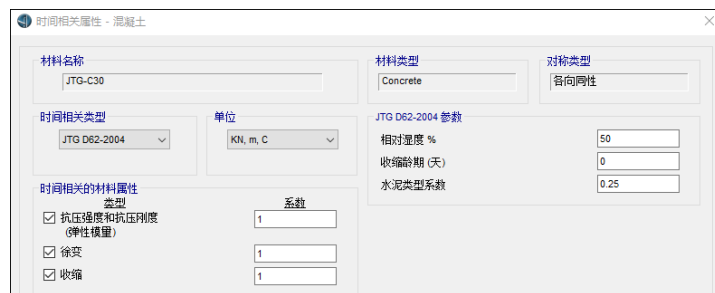 时间相关属性 - 混凝土
材料名称
JTG-C30
材料类型
Concrete
对称类型
各向同性
时间相关类型
JTG D62-2004
单位
KN, m, C
JTG D62-2004 参数
相对湿度 %
50
收缩龄期 (天)
0
水泥类型系数
0.25
时间相关的材料属性
类型 系数
抗压强度和抗压刚度
(弹性模量)
1
徐变
1
收缩
1